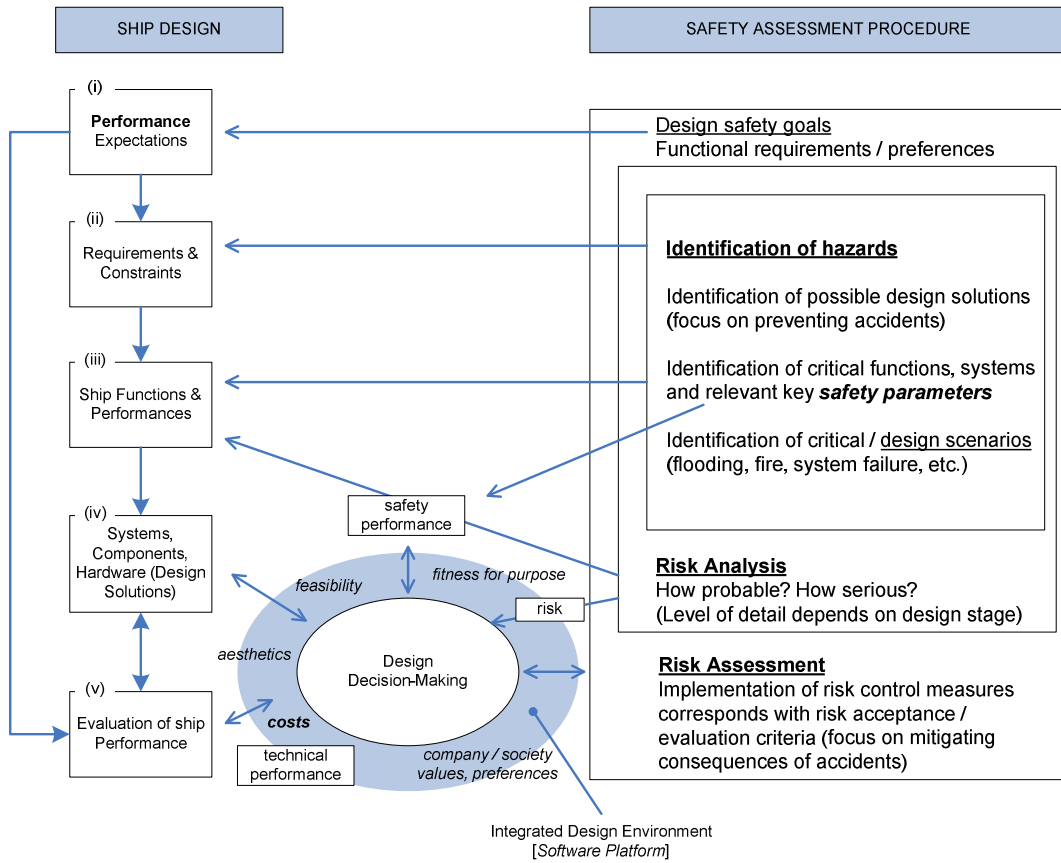 SHIP DESIGN
SAFETY ASSESSMENT PROCEDURE
(i)
Performance
Expectations
(ii)
Requirements &
Constraints
(iii)
Ship Functions &
Performances
(iv)
Systems,
Components,
Hardware (Design
Solutions)
(v)
Evaluation of ship
Performance
Design safety goals
Functional requirements / preferences
Identification of hazards
Identification of possible design solutions
(focus on preventing accidents)
Identification of critical functions, systems
and relevant key safety parameters
Identification of critical / design scenarios
(flooding, fire, system failure, etc.)
Risk Analysis
How probable? How serious?
(Level of detail depends on design stage)
Risk Assessment
Implementation of risk control measures
corresponds with risk acceptance /
evaluation criteria (focus on mitigating
consequences of accidents)
safety
performance
feasibility
fitness for purpose
risk
aesthetics
Design
Decision-Making
costs
technical
performance
company / society
values, preferences
Integrated Design Environment
[Software Platform]